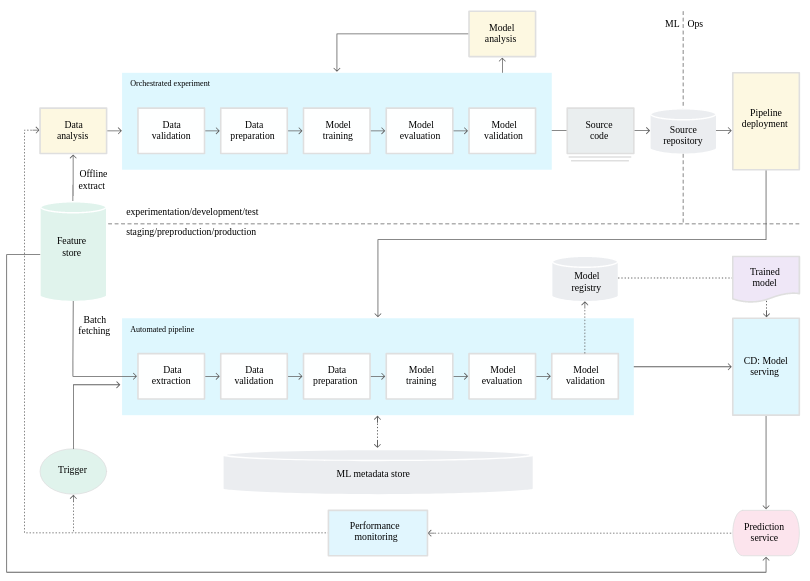 Model
analysis
ML
Ops
Orchestrated experiment
Data
analysis
Data
validation
Data
preparation
Model
training
Model
evaluation
Model
validation
Source
code
Source
repository
Pipeline
deployment
Offline
extract
experimentation/development/test
staging/preproduction/production
Feature
store
Model
registry
Trained
model
Batch
fetching
Automated pipeline
Data
extraction
Data
validation
Data
preparation
Model
training
Model
evaluation
Model
validation
CD: Model
serving
Trigger
ML metadata store
Performance
monitoring
Prediction
service